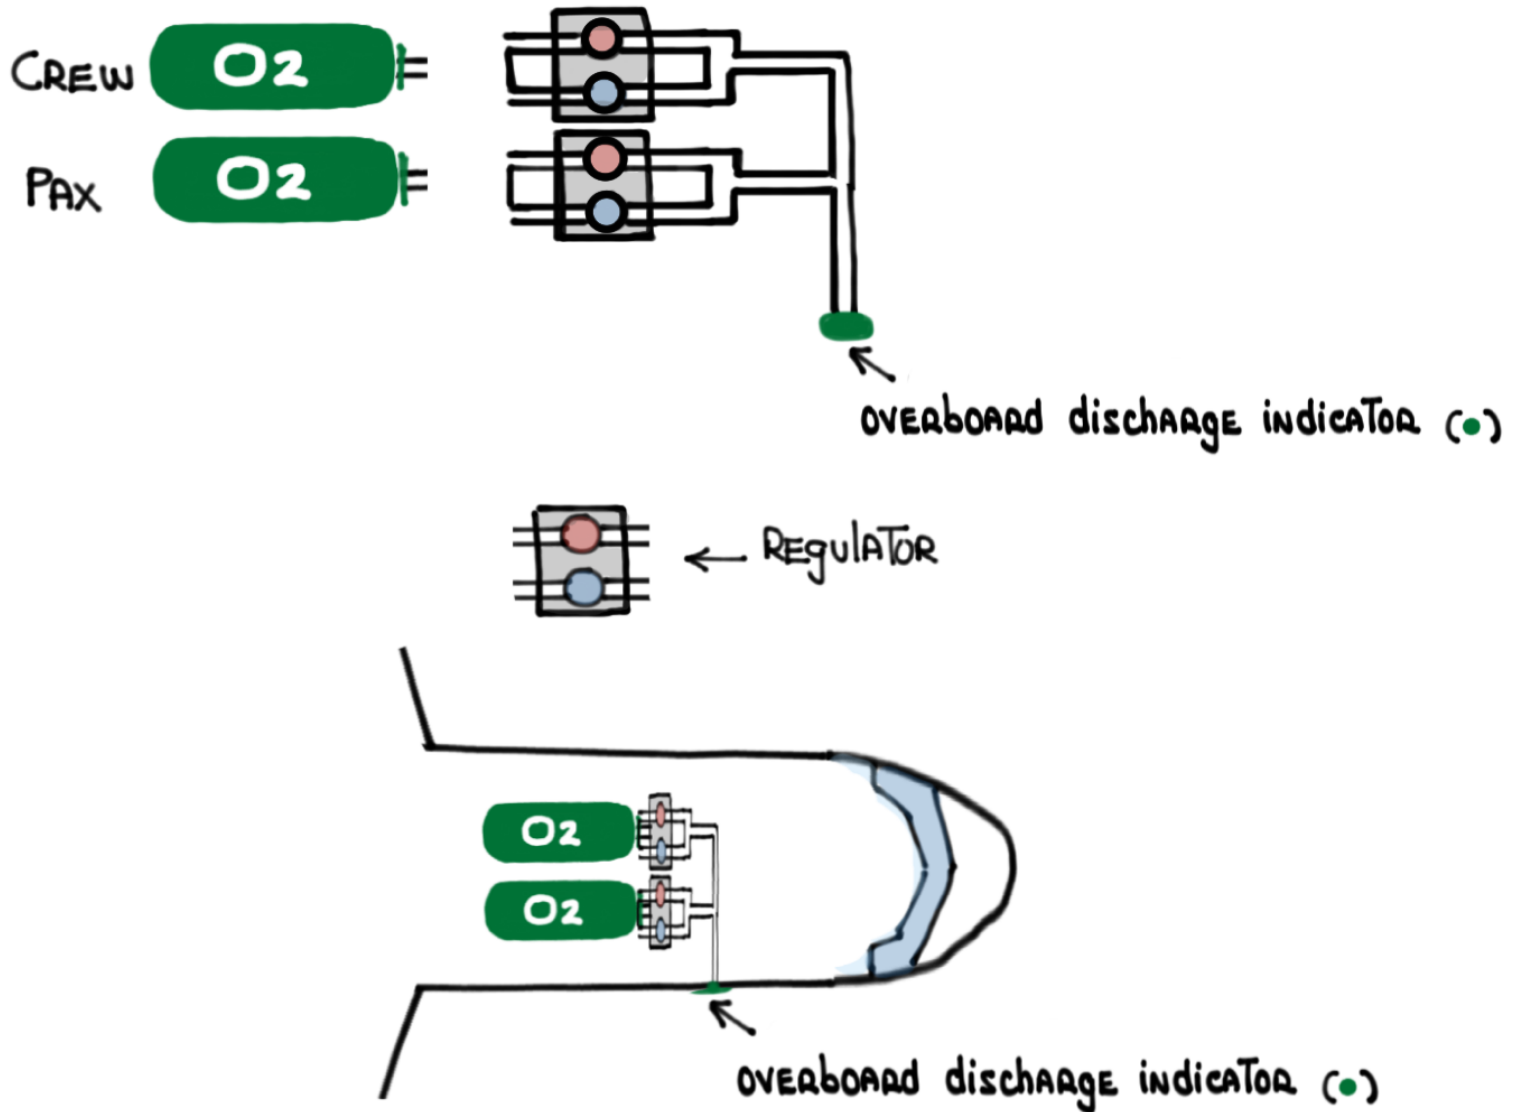 CREW O2
PAX O2
OVERBOARD DISCHARGE INDICATOR (●)
REGULATOR
O2
O2
OVERBOARD DISCHARGE INDICATOR (●)